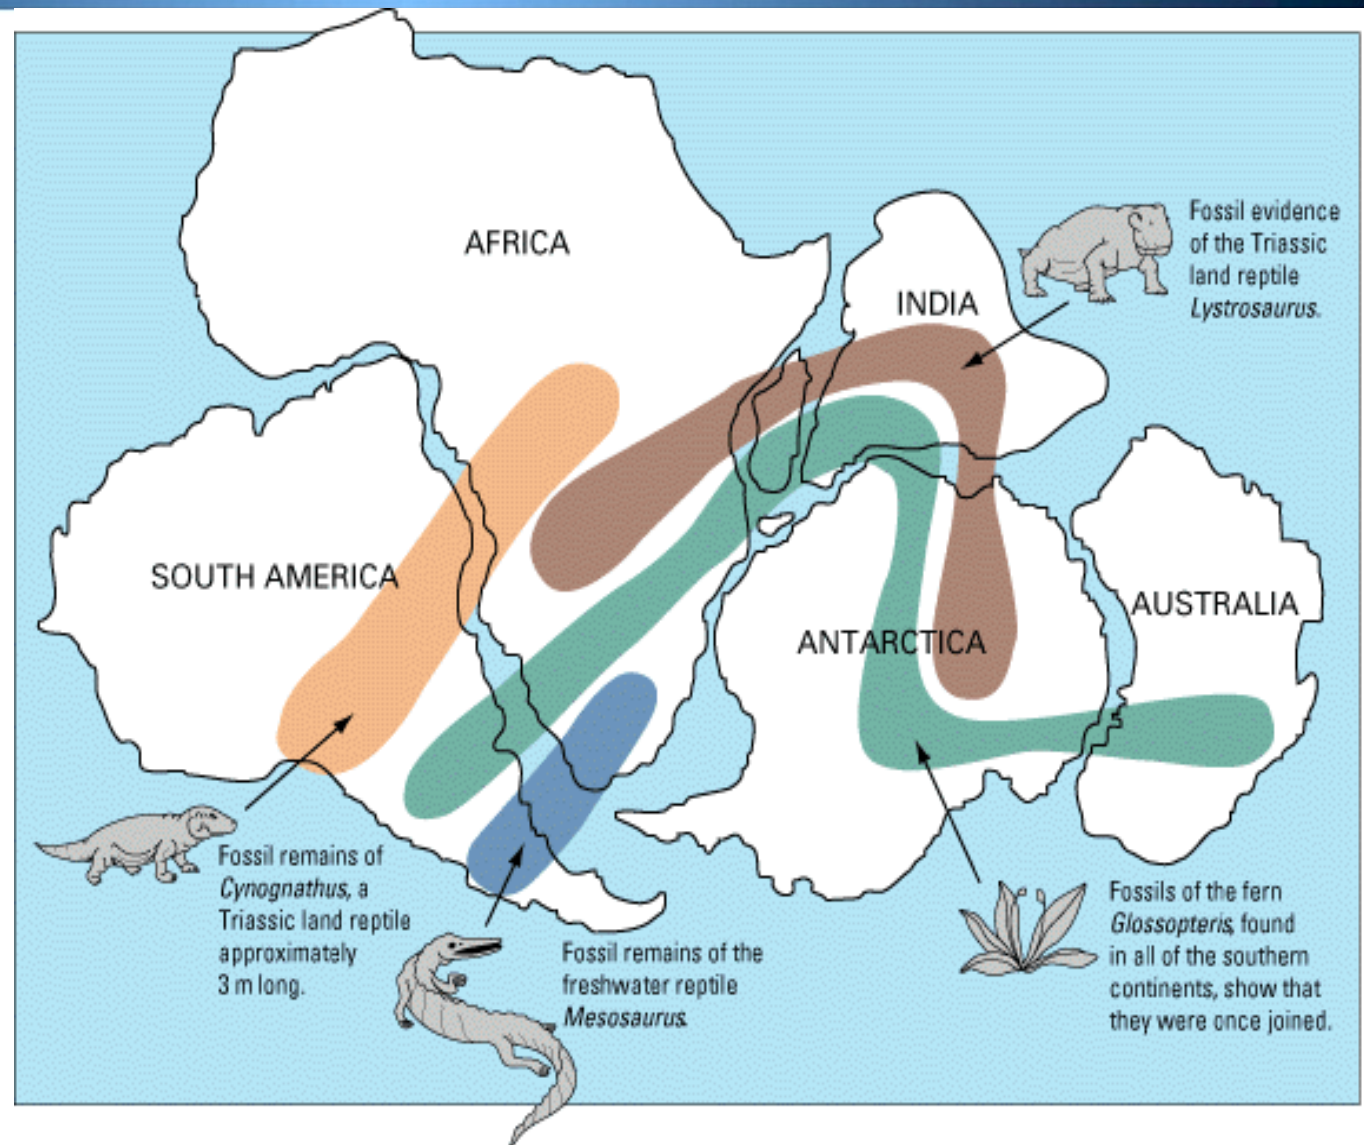 AFRICA
INDIA
Fossil evidence
of the Triassic
land reptile
Lystrosaurus.
SOUTH AMERICA
ANTARCTICA
AUSTRALIA
Fossil remains of
Cynognathus, a
Triassic land reptile
approximately
3 m long.
Fossil remains of the
freshwater reptile
Mesosaurus.
Fossils of the fern
Glossopteris, found
in all of the southern
continents, show that
they were once joined.